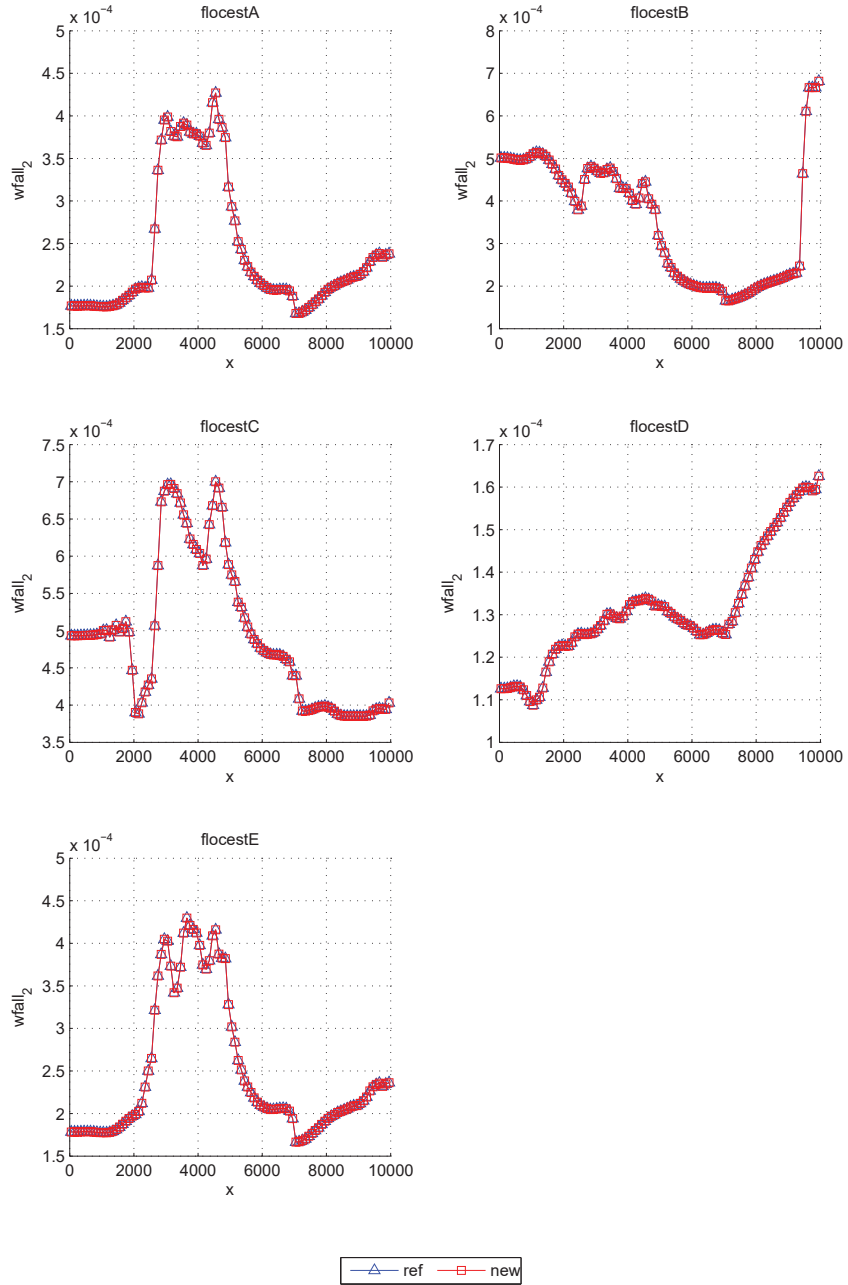 flocestA
x 10⁻⁴
5
4.5
4
3.5
3
2.5
2
1.5
wfall₂
0 2000 4000 6000 8000 10000
x
flocestB
x 10⁻⁴
8
7
6
5
4
3
2
1
wfall₂
0 2000 4000 6000 8000 10000
x
flocestC
x 10⁻⁴
7.5
7
6.5
6
5.5
5
4.5
4
3.5
wfall₂
0 2000 4000 6000 8000 10000
x
flocestD
x 10⁻⁴
1.7
1.6
1.5
1.4
1.3
1.2
1.1
1
wfall₂
0 2000 4000 6000 8000 10000
x
flocestE
x 10⁻⁴
5
4.5
4
3.5
3
2.5
2
1.5
wfall₂
0 2000 4000 6000 8000 10000
x
ref new